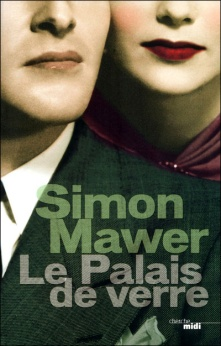 Simon
Mawer
Le Palais
de verre
cherche
midi